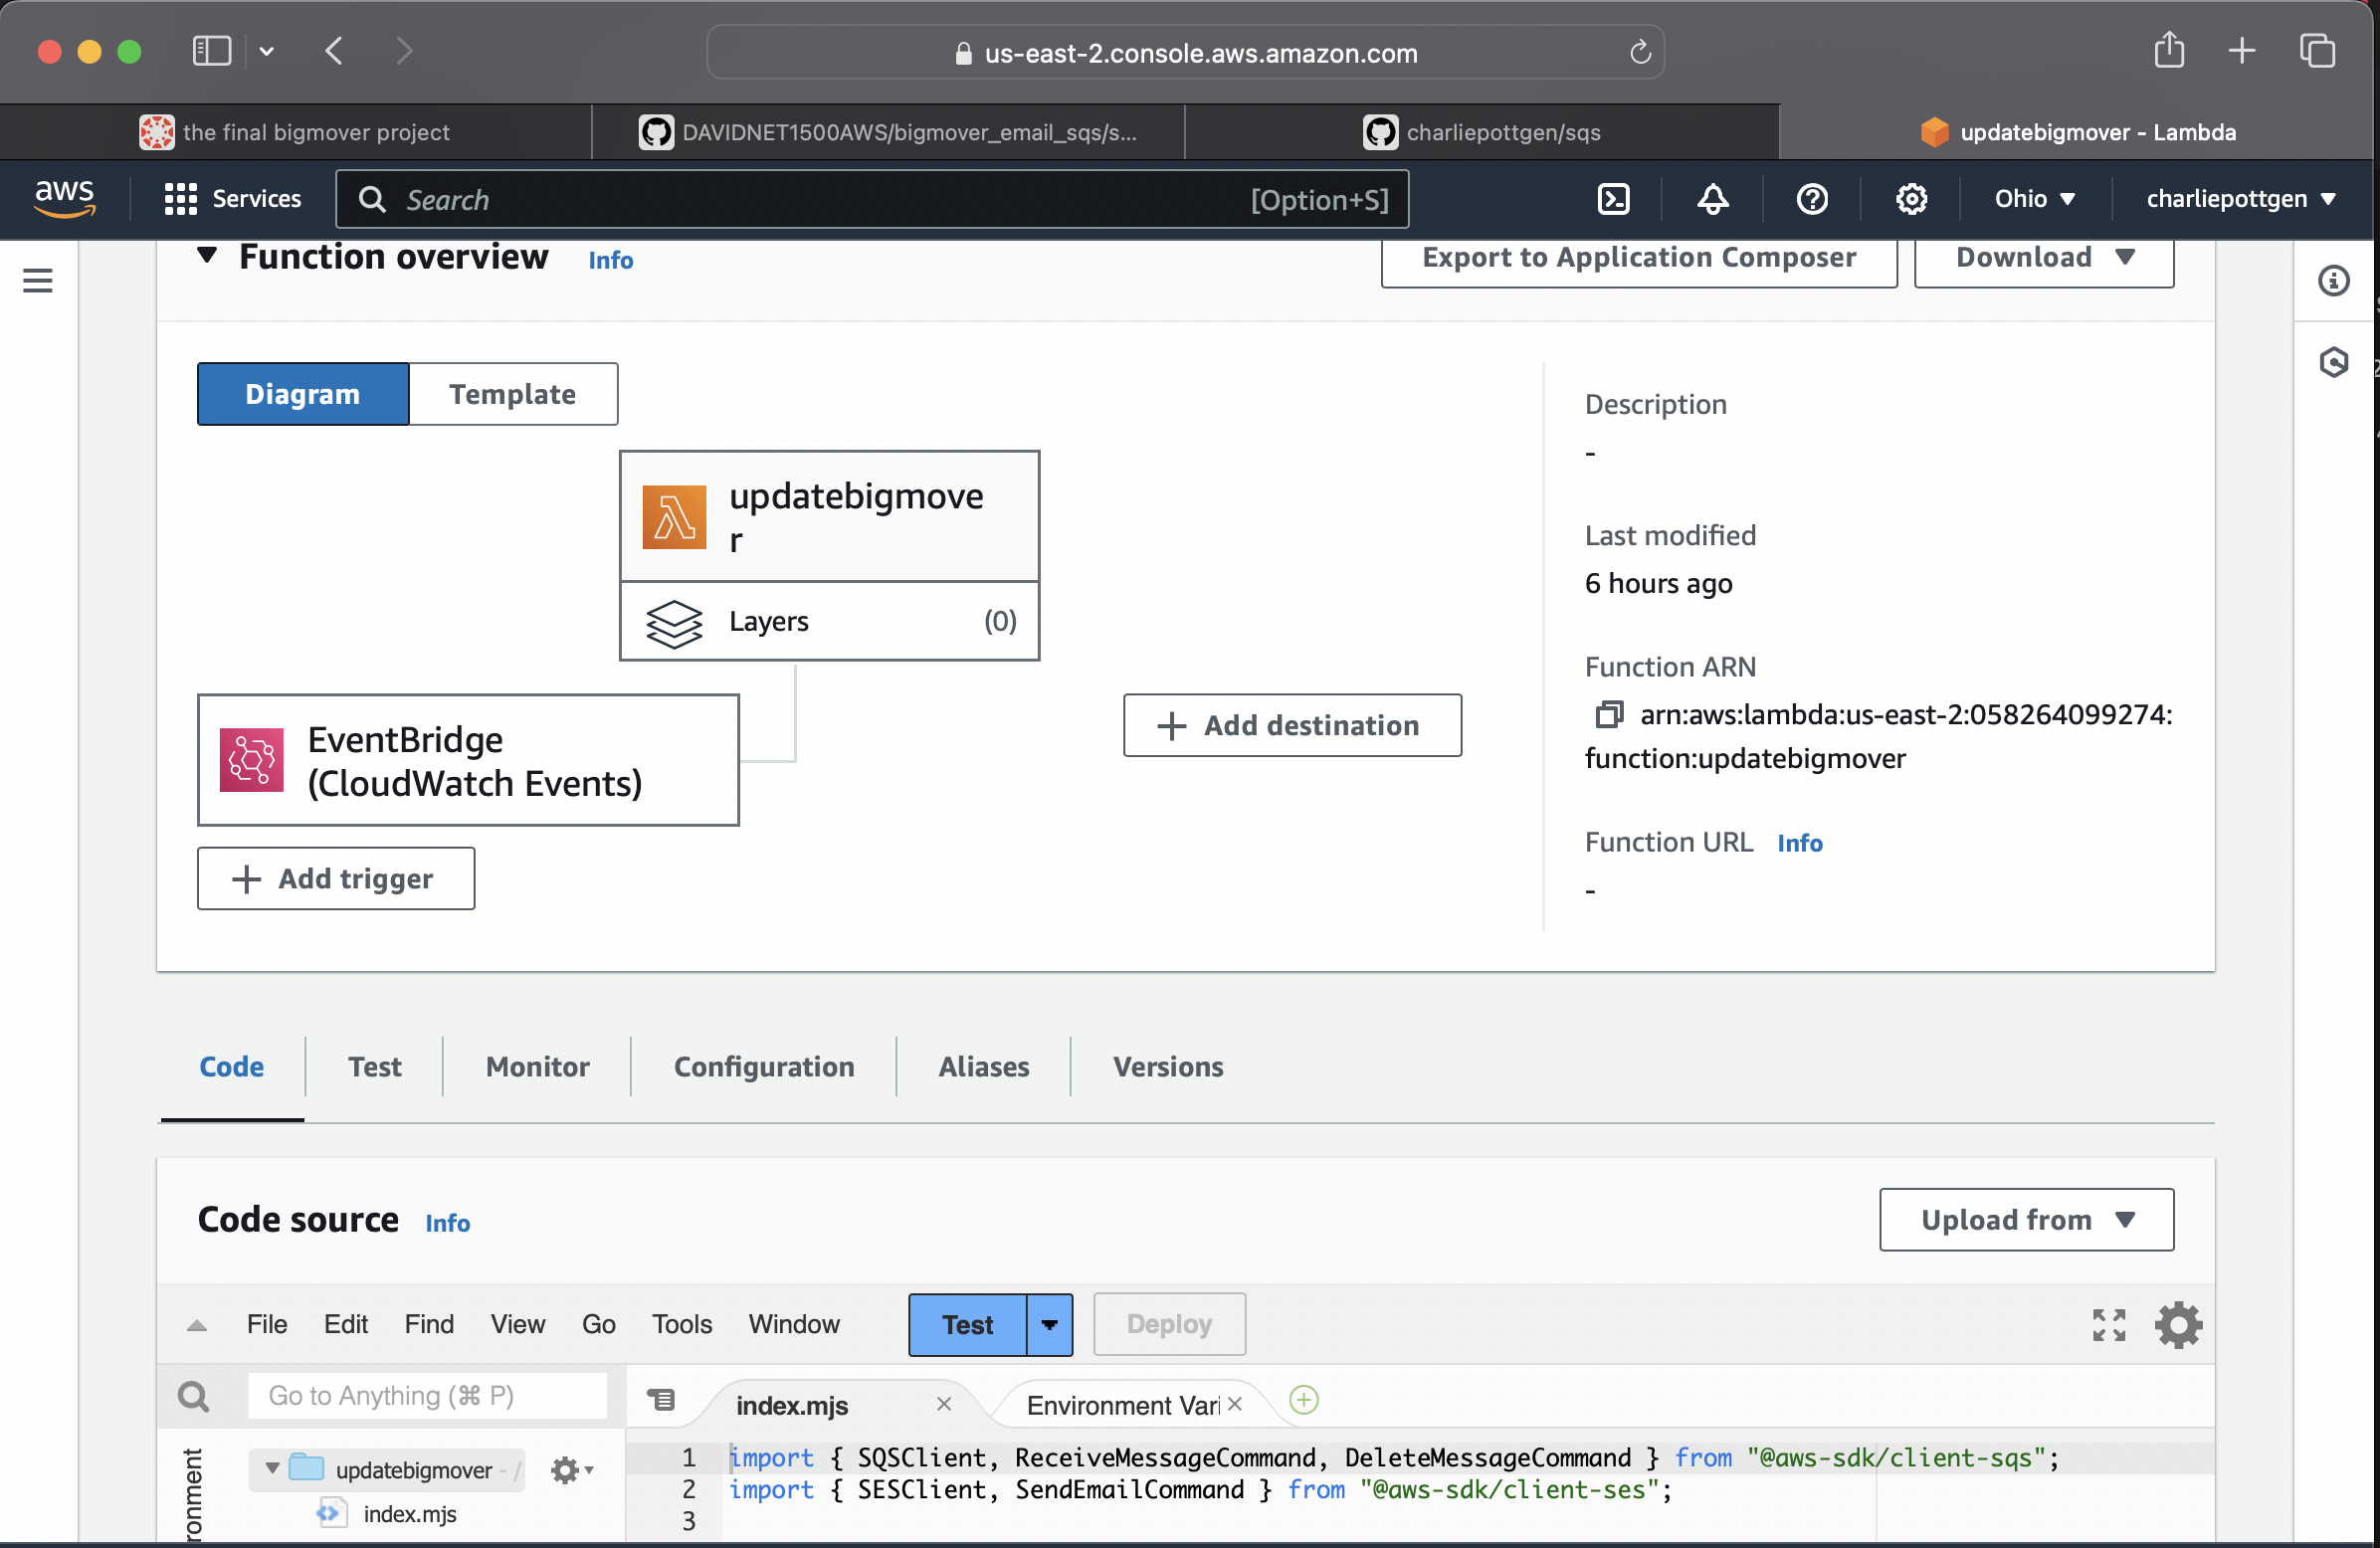 us-east-2.console.aws.amazon.com
the final bigmover project
DAVIDNET1500AWS/bigmover_email_sqs/s...
charliepottgen/sqs
updatebigmover - Lambda
aws
Services
Search
[Option+S]
Ohio
charliepottgen
Function overview
Info
Export to Application Composer
Download
Diagram
Template
updatebigmove
r
Layers
(0)
EventBridge
(CloudWatch Events)
Add trigger
Add destination
Description
-
Last modified
6 hours ago
Function ARN
arn:aws:lambda:us-east-2:058264099274:
function:updatebigmover
Function URL Info
-
Code
Test
Monitor
Configuration
Aliases
Versions
Code source
Info
Upload from
File
Edit
Find
View
Go
Tools
Window
Test
Deploy
Go to Anything (⌘ P)
index.mjs
Environment Vari
ronment
updatebigmover - /
index.mjs
1 import { SQSClient, ReceiveMessageCommand, DeleteMessageCommand } from "@aws-sdk/client-sqs";
2 import { SESClient, SendEmailCommand } from "@aws-sdk/client-ses";
3